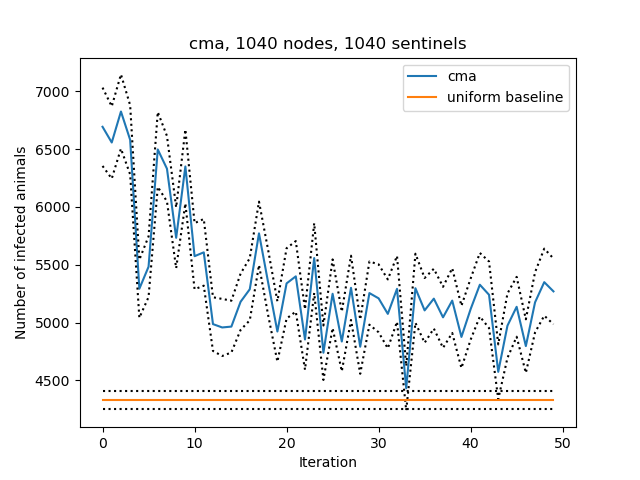 cma, 1040 nodes, 1040 sentinels
cma
uniform baseline
Number of infected animals
7000
6500
6000
5500
5000
4500
0 10 20 30 40 50
Iteration